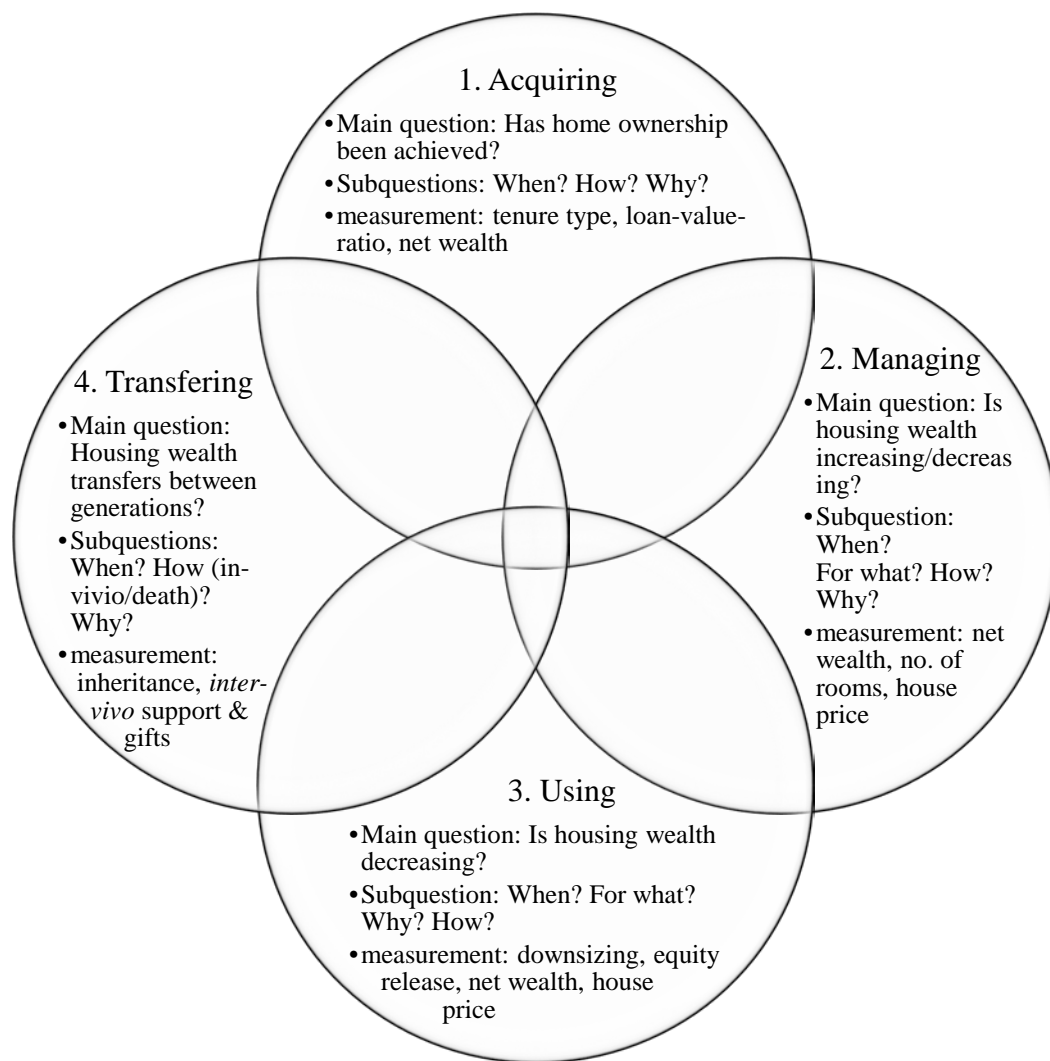 1. Acquiring
•Main question: Has home ownership
been achieved?
•Subquestions: When? How? Why?
•measurement: tenure type, loan-value-
ratio, net wealth
2. Managing
•Main question: Is
housing wealth
increasing/decreas
ing?
•Subquestion:
When?
For what? How?
Why?
•measurement: net
wealth, no. of
rooms, house
price
3. Using
•Main question: Is housing wealth
decreasing?
•Subquestion: When? For what?
Why? How?
•measurement: downsizing, equity
release, net wealth, house
price
4. Transfering
•Main question:
Housing wealth
transfers between
generations?
•Subquestions:
When? How (in-
vivio/death)?
Why?
•measurement:
inheritance, inter-
vivo support &
gifts